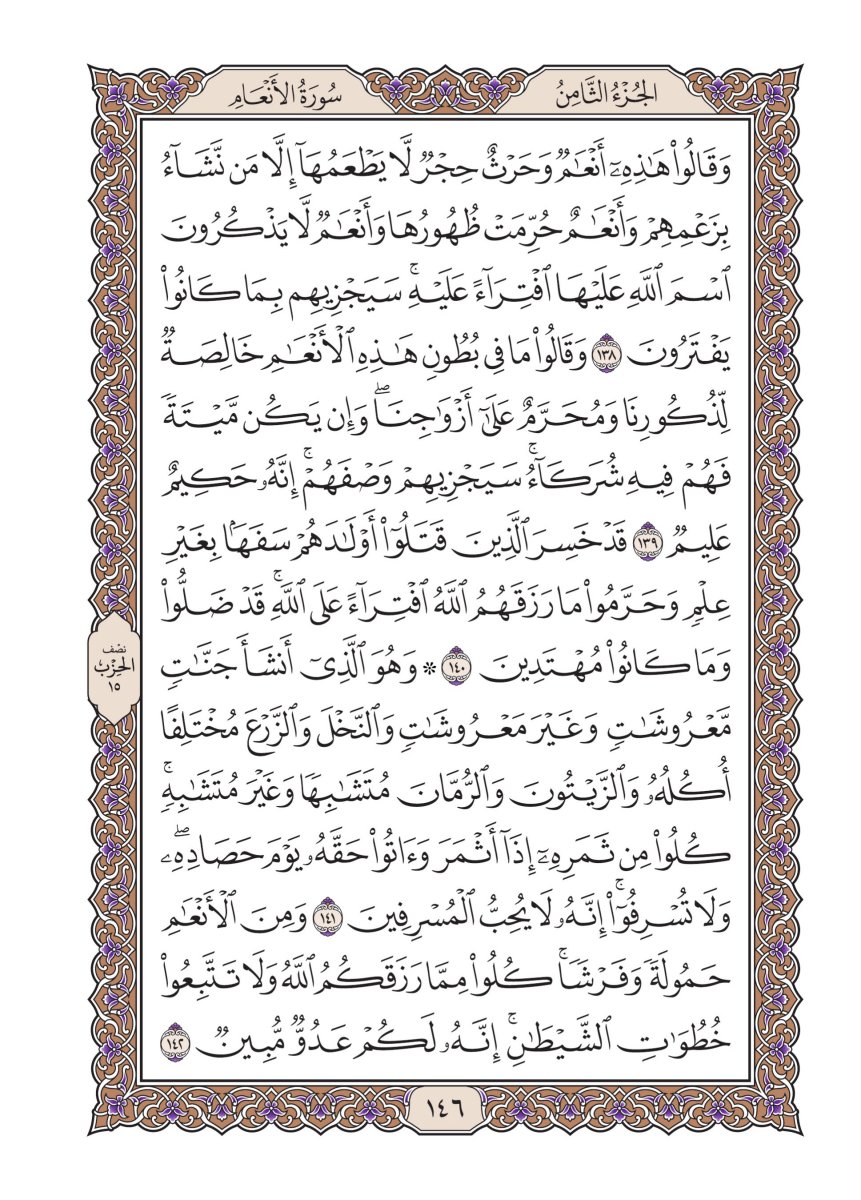 الجُزْءُ الثَّامِنُ
سُورَةُ الأَنْعَامِ
وَقَالُوا۟ هَٰذِهِۦٓ أَنْعَٰمٌ وَحَرْثٌ حِجْرٌ لَّا يَطْعَمُهَآ إِلَّا مَن نَّشَآءُ
بِزَعْمِهِمْ وَأَنْعَٰمٌ حُرِّمَتْ ظُهُورُهَا وَأَنْعَٰمٌ لَّا يَذْكُرُونَ
ٱسْمَ ٱللَّهِ عَلَيْهَا ٱفْتِرَآءً عَلَيْهِ ۚ سَيَجْزِيهِم بِمَا كَانُوا۟
يَفْتَرُونَ ١٣٨ وَقَالُوا۟ مَا فِى بُطُونِ هَٰذِهِ ٱلْأَنْعَٰمِ خَالِصَةٌ
لِّذُكُورِنَا وَمُحَرَّمٌ عَلَىٰٓ أَزْوَٰجِنَا ۖ وَإِن يَكُن مَّيْتَةً
فَهُمْ فِيهِ شُرَكَآءُ ۚ سَيَجْزِيهِمْ وَصْفَهُمْ ۚ إِنَّهُۥ حَكِيمٌ
عَلِيمٌ ١٣٩ قَدْ خَسِرَ ٱلَّذِينَ قَتَلُوٓا۟ أَوْلَٰدَهُمْ سَفَهًۢا بِغَيْرِ
عِلْمٍ وَحَرَّمُوا۟ مَا رَزَقَهُمُ ٱللَّهُ ٱفْتِرَآءً عَلَى ٱللَّهِ ۚ قَدْ ضَلُّوا۟
وَمَا كَانُوا۟ مُهْتَدِينَ ١٤٠ * وَهُوَ ٱلَّذِىٓ أَنشَأَ جَنَّٰتٍ
مَّعْرُوشَٰتٍ وَغَيْرَ مَعْرُوشَٰتٍ وَٱلنَّخْلَ وَٱلزَّرْعَ مُخْتَلِفًا
أُكُلُهُۥ وَٱلزَّيْتُونَ وَٱلرُّمَّانَ مُتَشَٰبِهًا وَغَيْرَ مُتَشَٰبِهٍ ۚ
كُلُوا۟ مِن ثَمَرِهِۦٓ إِذَآ أَثْمَرَ وَءَاتُوا۟ حَقَّهُۥ يَوْمَ حَصَادِهِۦ ۖ
وَلَا تُسْرِفُوٓا۟ ۚ إِنَّهُۥ لَا يُحِبُّ ٱلْمُسْرِفِينَ ١٤١ وَمِنَ ٱلْأَنْعَٰمِ
حَمُولَةً وَفَرْشًا ۚ كُلُوا۟ مِمَّا رَزَقَكُمُ ٱللَّهُ وَلَا تَتَّبِعُوا۟
خُطُوَٰتِ ٱلشَّيْطَٰنِ ۚ إِنَّهُۥ لَكُمْ عَدُوٌّ مُّبِينٌ ١٤٢
نصف
الحزب
١٥
١٤٦